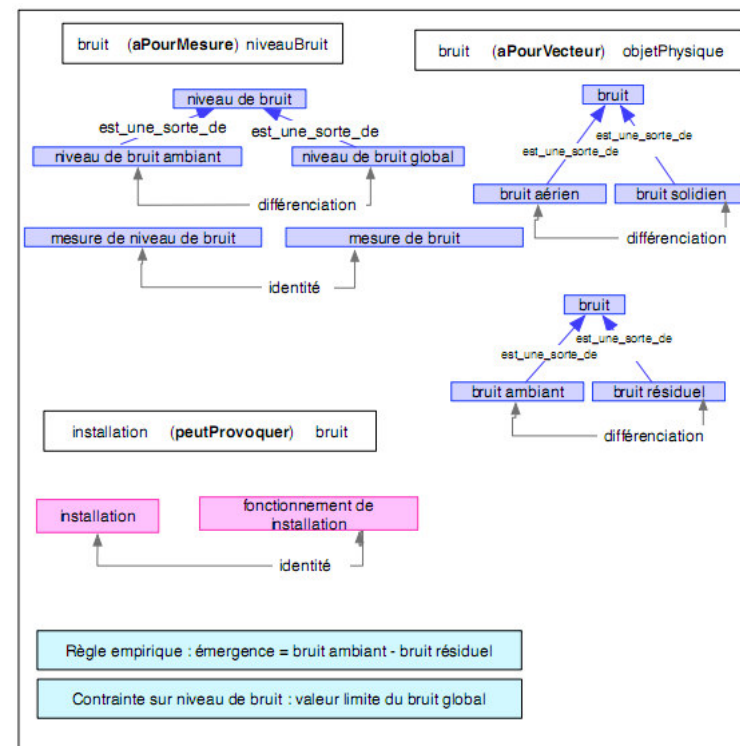 bruit (aPourMesure) niveauBruit
bruit (aPourVecteur) objetPhysique
niveau de bruit
est_une_sorte_de
est_une_sorte_de
niveau de bruit ambiant
niveau de bruit global
différenciation
mesure de niveau de bruit
mesure de bruit
identité
bruit
est_une_sorte_de
est_une_sorte_de
bruit aérien
bruit solidien
différenciation
bruit
est_une_sorte_de
est_une_sorte_de
bruit ambiant
bruit résiduel
différenciation
installation (peutProvoquer) bruit
installation
fonctionnement de
installation
identité
Règle empirique : émergence = bruit ambiant - bruit résiduel
Contrainte sur niveau de bruit : valeur limite du bruit global